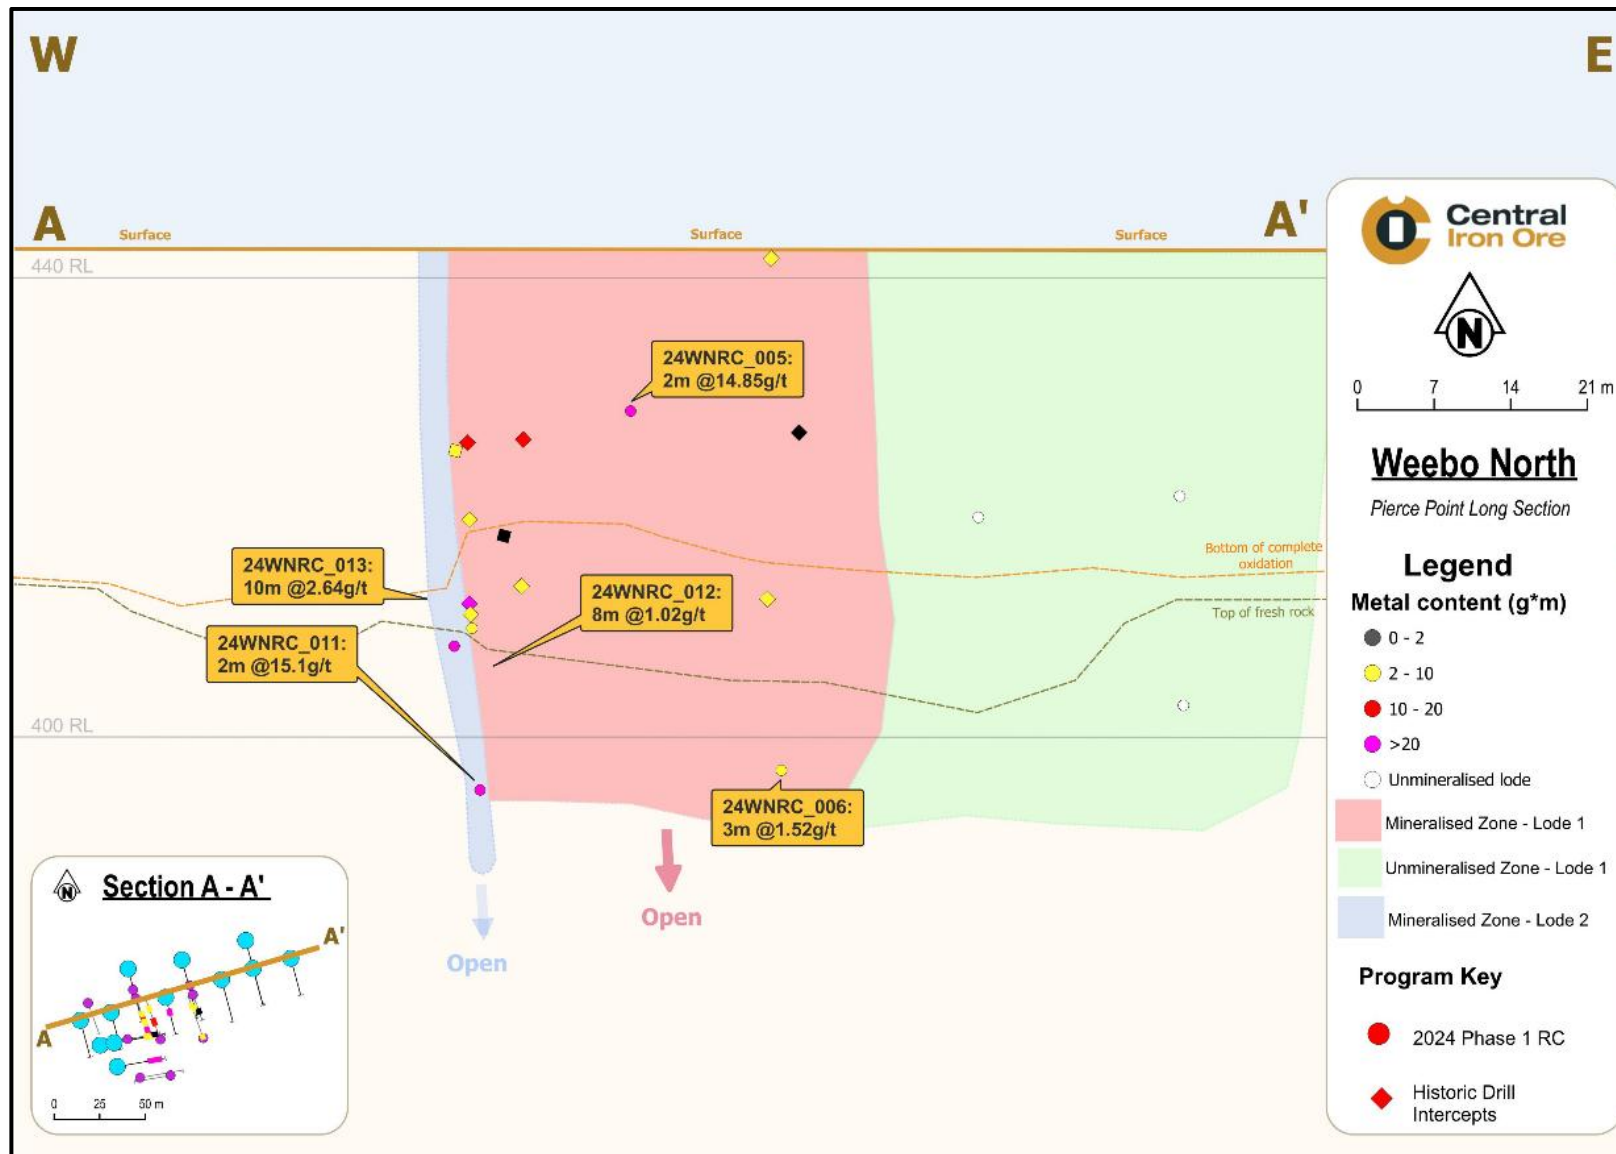 W
E
A
Surface
Surface
Surface
A'
440 RL
24WNRC_005:
2m @14.85g/t
24WNRC_013:
10m @2.64g/t
24WNRC_012:
8m @1.02g/t
24WNRC_011:
2m @15.1g/t
Bottom of complete
oxidation
Top of fresh rock
400 RL
24WNRC_006:
3m @1.52g/t
Open
Open
Central
Iron Ore
N
0 7 14 21 m
Weebo North
Pierce Point Long Section
Legend
Metal content (g*m)
0 - 2
2 - 10
10 - 20
>20
Unmineralised lode
Mineralised Zone - Lode 1
Unmineralised Zone - Lode 1
Mineralised Zone - Lode 2
Program Key
2024 Phase 1 RC
Historic Drill
Intercepts
N
Section A - A'
A'
A
0 25 50 m